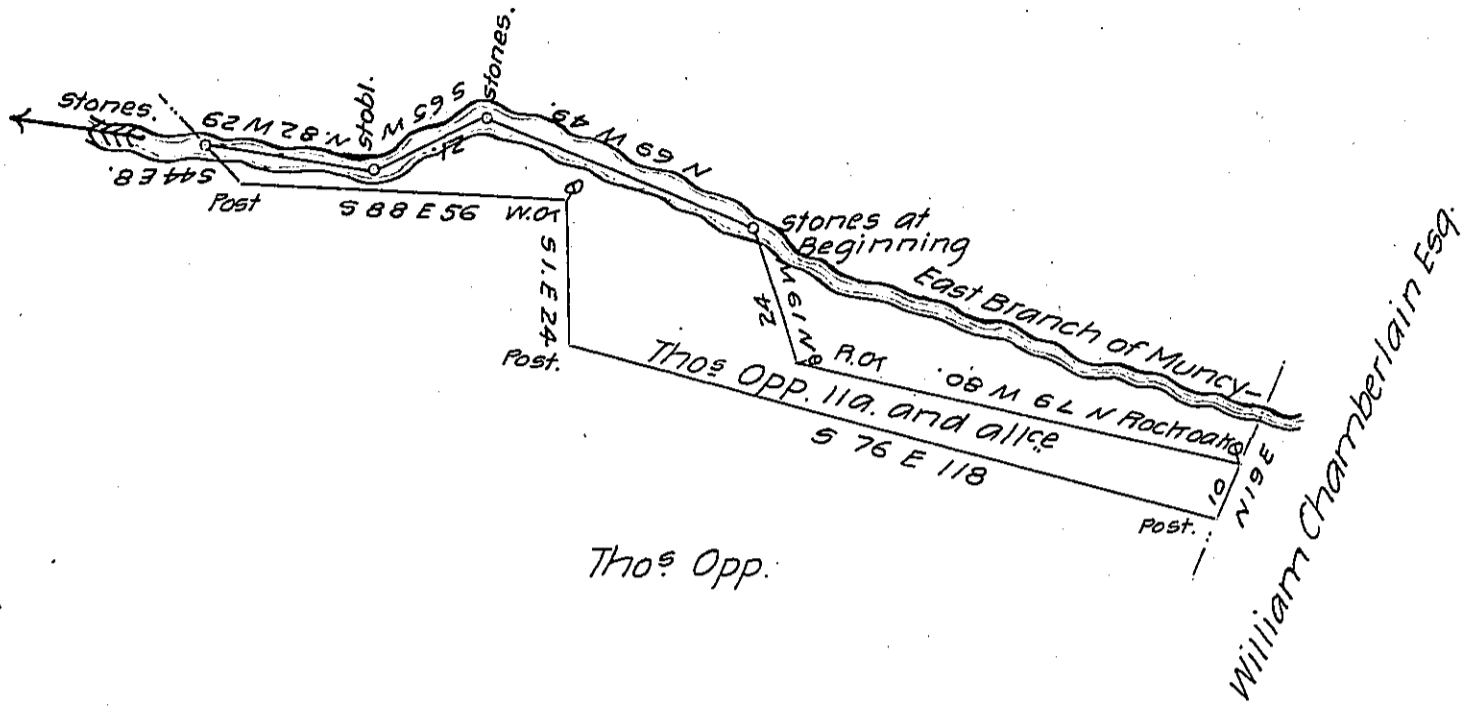 stones.
stones.
stabl.
S 65 W
21.
N. 82 W 29
N 69 W 49.
S 44 E 8.
Post
S 88 E 56
W.O⊤
S 1. E 24
Post.
stones at
Beginning
East Branch of Muncy
N 19 W
24
R.O⊤
N 79 W 80.
Rockoak
Thoˢ Opp. 11a. and allce
S 76 E 118
10
N 19 E
Post.
Thoˢ Opp.
William Chamberlain Esq.